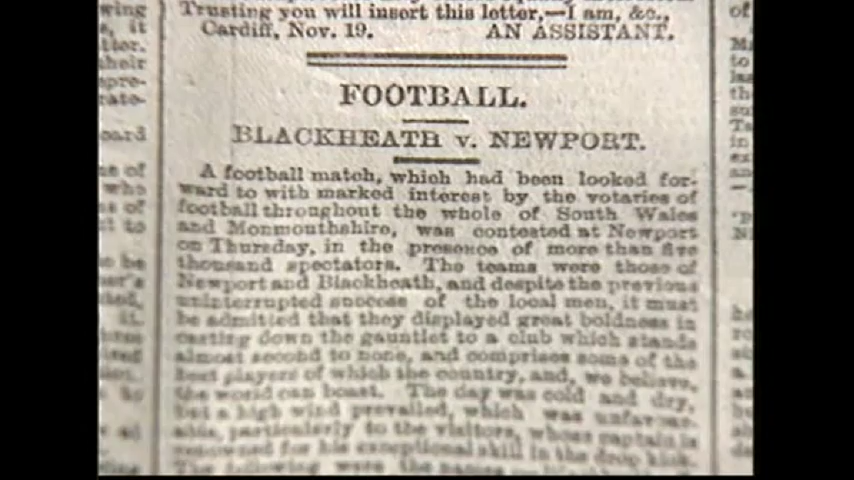 Trusting you will insert this letter,—I am, &c.,
Cardiff, Nov. 19. AN ASSISTANT.
FOOTBALL.
BLACKHEATH v. NEWPORT.
A football match, which had been looked for-
ward to with marked interest by the votaries of
football throughout the whole of South Wales
and Monmouthshire, was contested at Newport
on Thursday, in the presence of more than five
thousand spectators. The teams were those of
Newport and Blackheath, and despite the previous
uninterrupted success of the local men, it must
be admitted that they displayed great boldness in
casting down the gauntlet to a club which stands
almost second to none, and comprises some of the
best players of which the country, and, we believe,
the world can boast. The day was cold and dry,
but a high wind prevailed, which was unfavor-
able, particularly to the visitors, whose captain is
renowned for his exceptional skill in the drop kick.
The following were the names